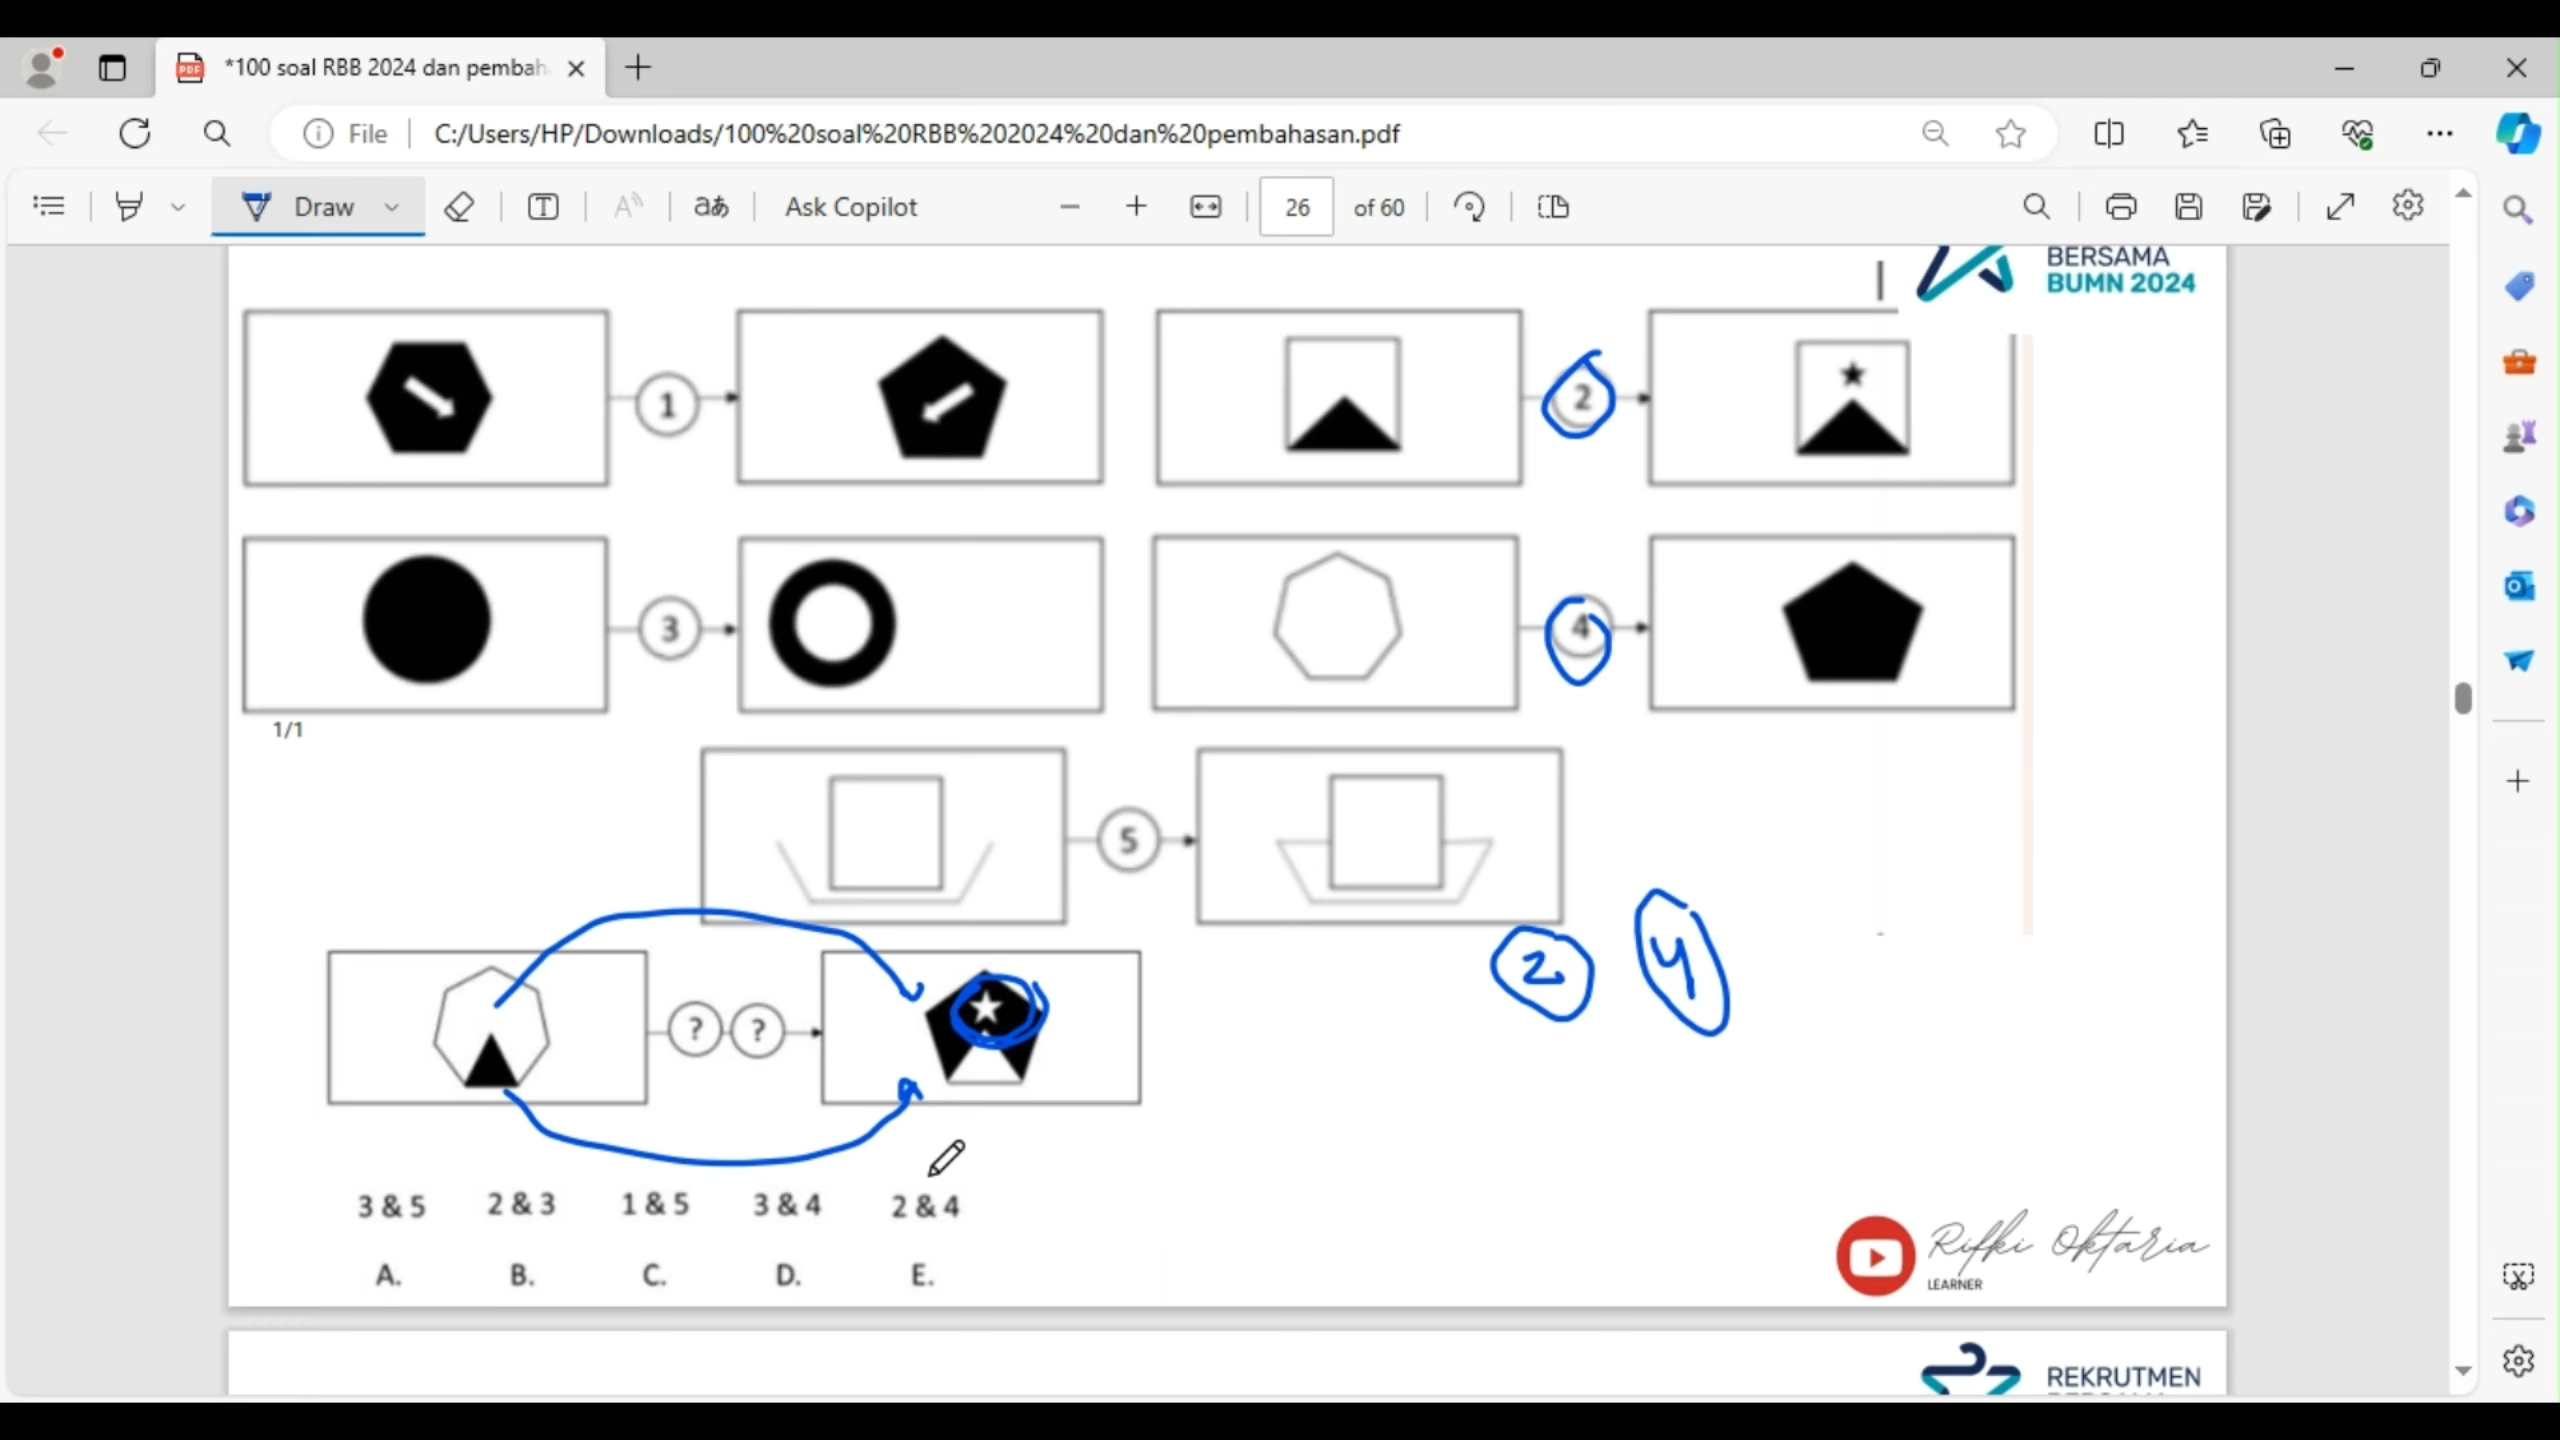 *100 soal RBB 2024 dan pembah
File
C:/Users/HP/Downloads/100%20soal%20RBB%202024%20dan%20pembahasan.pdf
Draw
Ask Copilot
26
of 60
BERSAMA
BUMN 2024
1
2
3
4
1/1
5
2
4
? ?
3 & 5 2 & 3 1 & 5 3 & 4 2 & 4
A. B. C. D. E.
Rifki Oktaria
LEARNER
REKRUTMEN